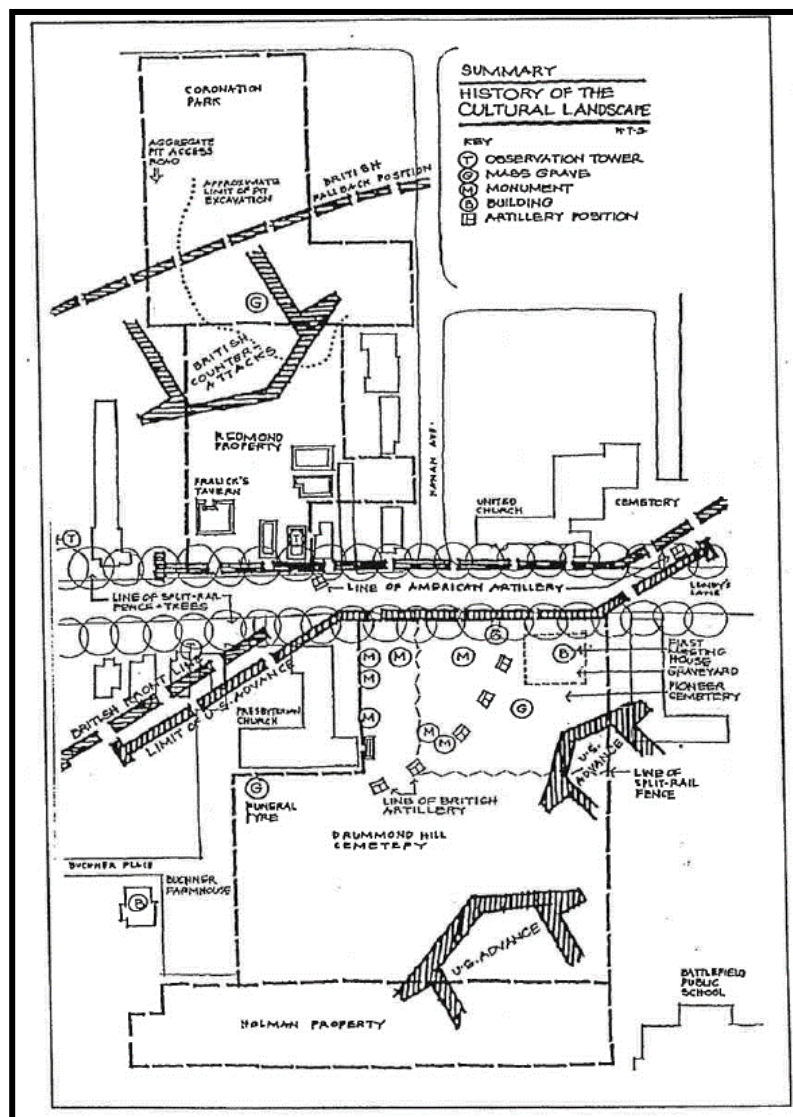 SUMMARY
HISTORY OF THE
CULTURAL LANDSCAPE
N.T.S.
KEY
T OBSERVATION TOWER
G MASS GRAVE
M MONUMENT
B BUILDING
ARTILLERY POSITION
CORONATION
PARK
AGGREGATE
PIT ACCESS
ROAD
APPROXIMATE
LIMIT OF PIT
EXCAVATION
BRITISH
FALLBACK POSITION
G
BRITISH
COUNTER-
ATTACKS
REDMOND
PROPERTY
FRALICK'S
TAVERN
HANAN AVE.
UNITED
CHURCH
CEMETERY
T
T
LINE OF AMERICAN ARTILLERY
LUNDY'S
LANE
LINE OF SPLIT-RAIL
FENCE & TREES
T
BRITISH FRONT LINE
LIMIT OF U.S. ADVANCE
PRESBYTERIAN
CHURCH
M
M
M
M
M
M
M
G
B
FIRST
MEETING
HOUSE
GRAVEYARD
PIONEER
CEMETERY
G
FUNERAL
PYRE
LINE OF BRITISH
ARTILLERY
U.S.
ADVANCE
LINE OF
SPLIT-RAIL
FENCE
DRUMMOND HILL
CEMETERY
BUCHNER PLACE
BUCHNER
FARMHOUSE
B
U.S. ADVANCE
BATTLEFIELD
PUBLIC
SCHOOL
HOLMAN PROPERTY